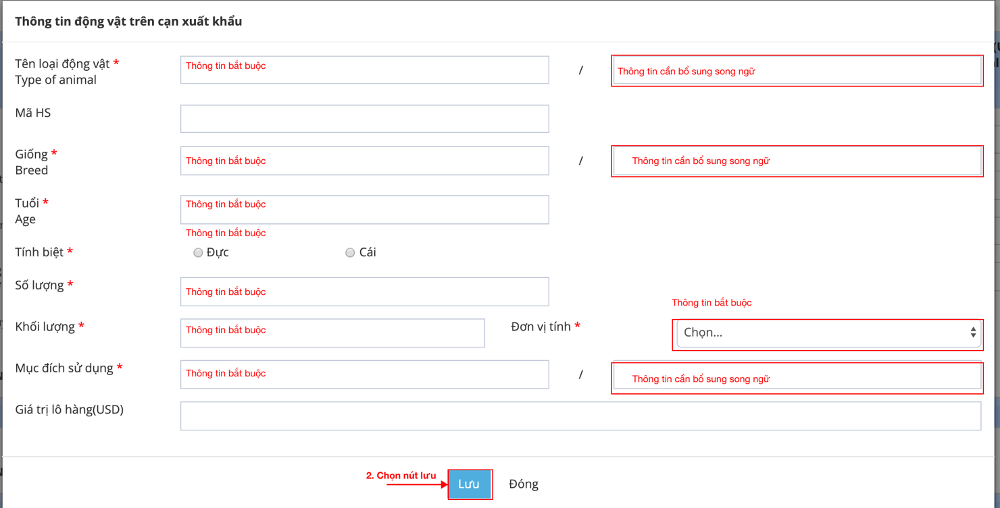 Thông tin động vật trên cạn xuất khẩu
Tên loại động vật *
Type of animal
Thông tin bắt buộc
/
Thông tin cần bổ sung song ngữ
Mã HS
Giống *
Breed
Thông tin bắt buộc
/
Thông tin cần bổ sung song ngữ
Tuổi *
Age
Thông tin bắt buộc
Thông tin bắt buộc
Tính biệt *
Đực
Cái
Số lượng *
Thông tin bắt buộc
Thông tin bắt buộc
Khối lượng *
Thông tin bắt buộc
Đơn vị tính *
Chọn...
Mục đích sử dụng *
Thông tin bắt buộc
/
Thông tin cần bổ sung song ngữ
Giá trị lô hàng(USD)
2. Chọn nút lưu
Lưu
Đóng